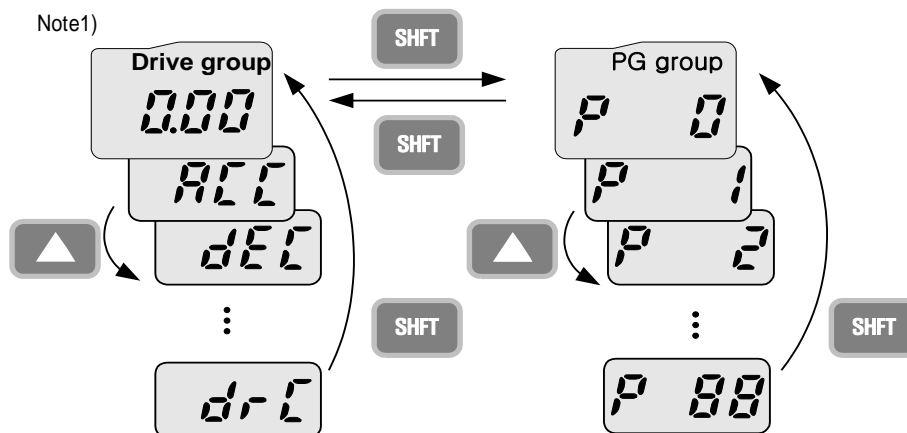 Note1)
SHFT
Drive group
PG group
0.00
P 0
SHFT
ACC
P 1
dEC
P 2
SHFT
SHFT
drC
P 88